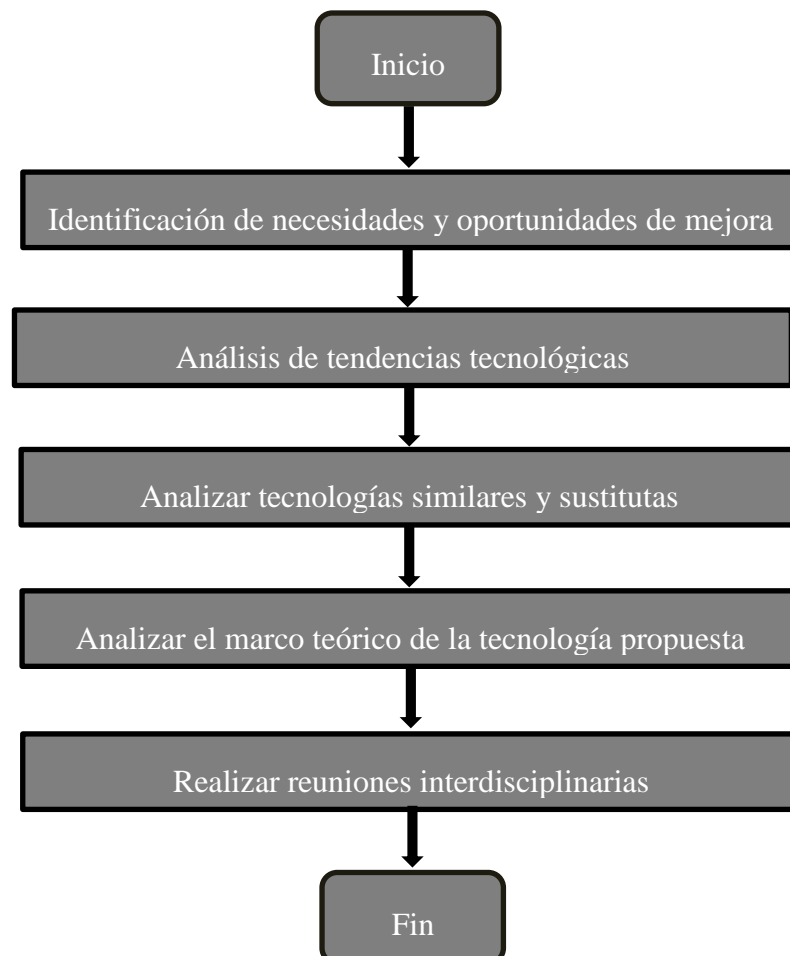 Inicio
Identificación de necesidades y oportunidades de mejora
Análisis de tendencias tecnológicas
Analizar tecnologías similares y sustitutas
Analizar el marco teórico de la tecnología propuesta
Realizar reuniones interdisciplinarias
Fin